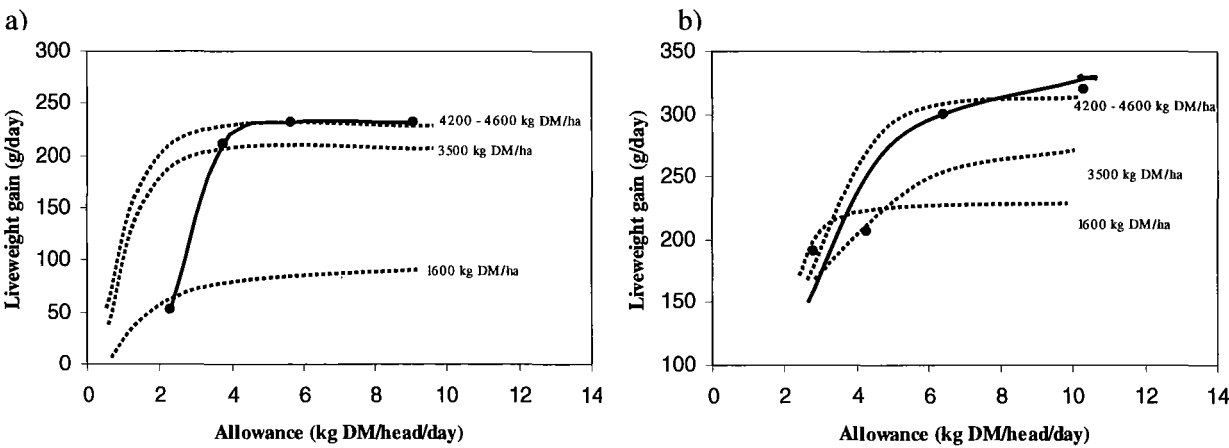 a)
300
250
200
150
100
50
0
Liveweight gain (g/day)
4200 - 4600 kg DM/ha
3500 kg DM/ha
1600 kg DM/ha
0 2 4 6 8 10 12 14
Allowance (kg DM/head/day)
b)
350
300
250
200
150
100
Liveweight gain (g/day)
4200 - 4600 kg DM/ha
3500 kg DM/ha
1600 kg DM/ha
0 2 4 6 8 10 12 14
Allowance (kg DM/head/day)